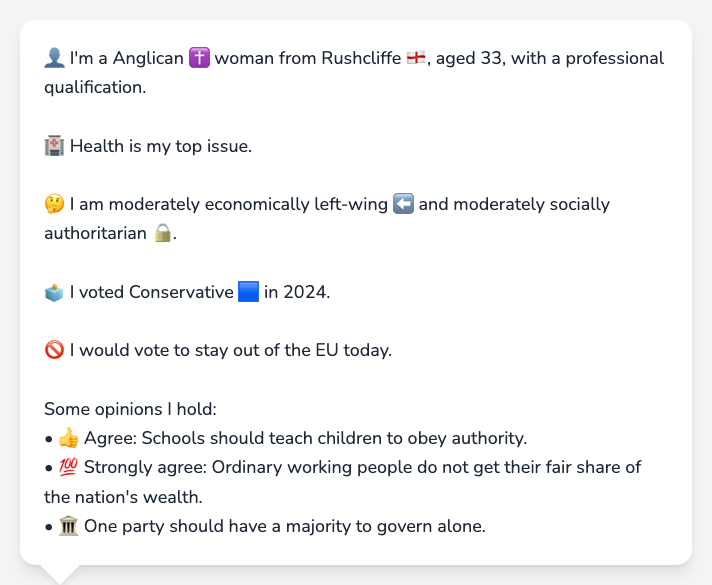 👤 I'm a Anglican ✝️ woman from Rushcliffe 🏴󠁧󠁢󠁥󠁮󠁧󠁿, aged 33, with a professional
qualification.
🏥 Health is my top issue.
🤔 I am moderately economically left-wing ⬅️ and moderately socially
authoritarian 🔒.
🗳️ I voted Conservative 🟦 in 2024.
🚫 I would vote to stay out of the EU today.
Some opinions I hold:
• 👍 Agree: Schools should teach children to obey authority.
• 💯 Strongly agree: Ordinary working people do not get their fair share of
the nation's wealth.
• 🏛️ One party should have a majority to govern alone.